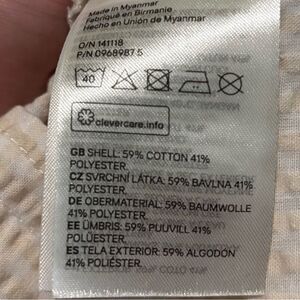 Made in Myanmar
Fabriqué en Birmanie
Hecho en Unión de Myanmar
O/N 141118
P/N 0968987 5
40
clevercare.info
GB SHELL: 59% COTTON 41%
POLYESTER.
CZ SVRCHNÍ LÁTKA: 59% BAVLNA 41%
POLYESTER.
DE OBERMATERIAL: 59% BAUMWOLLE
41% POLYESTER.
EE ÜMBRIS: 59% PUUVILL 41%
POLÜESTER.
ES TELA EXTERIOR: 59% ALGODÓN
41% POLIÉSTER.